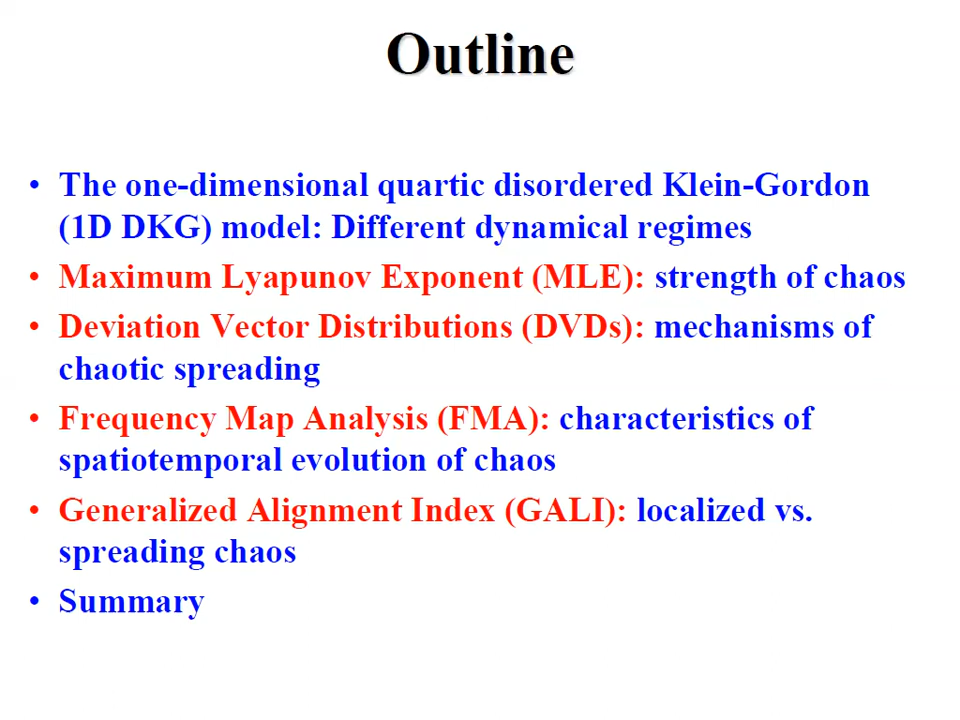 Outline
• The one-dimensional quartic disordered Klein-Gordon
(1D DKG) model: Different dynamical regimes
• Maximum Lyapunov Exponent (MLE): strength of chaos
• Deviation Vector Distributions (DVDs): mechanisms of
chaotic spreading
• Frequency Map Analysis (FMA): characteristics of
spatiotemporal evolution of chaos
• Generalized Alignment Index (GALI): localized vs.
spreading chaos
• Summary